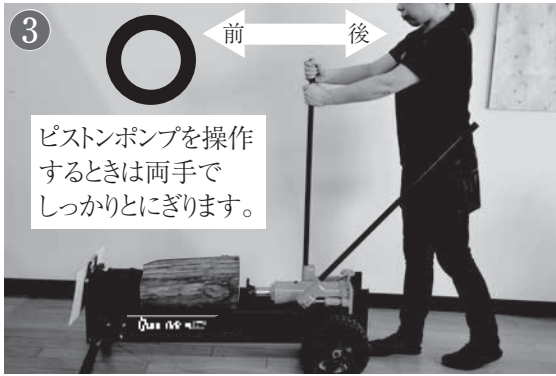 3
前 後
ピストンポンプを操作
するときは両手で
しっかりとにぎります。